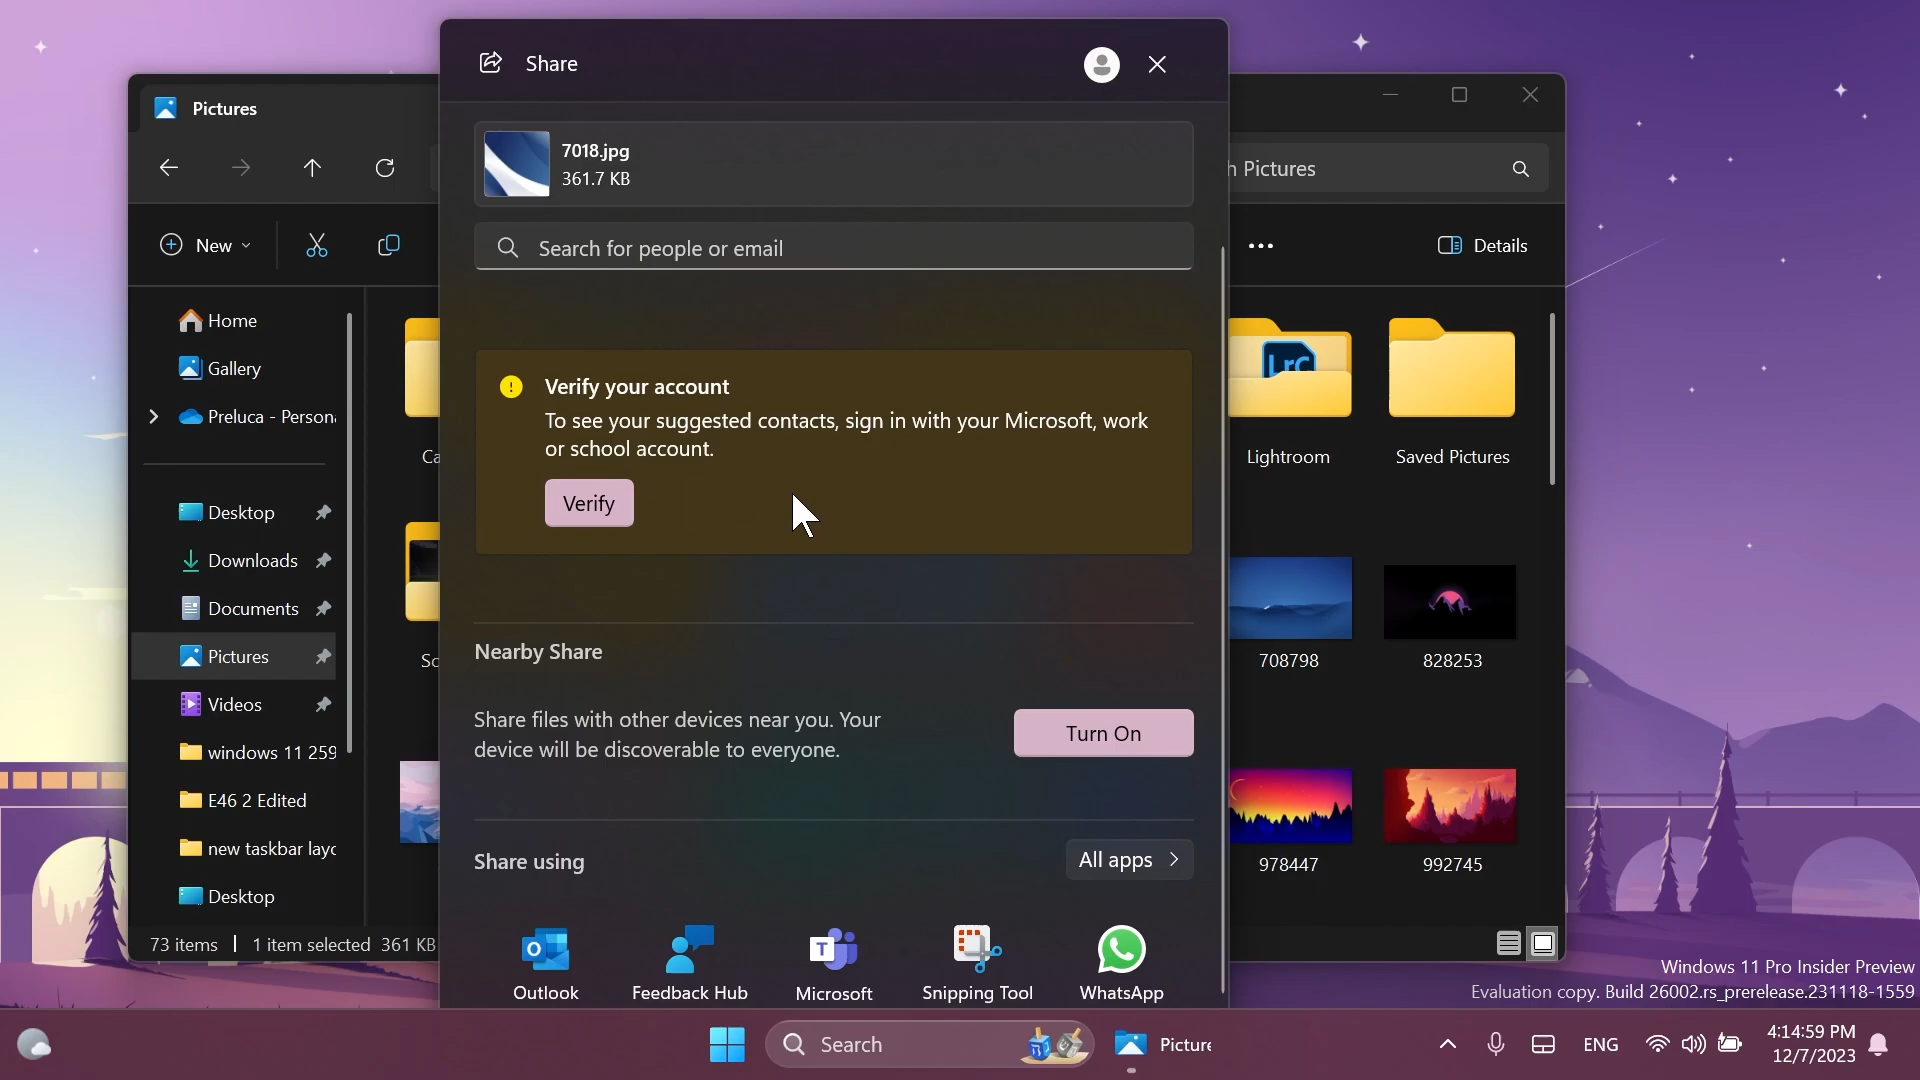 Share
Pictures
7018.jpg
361.7 KB
h Pictures
New
Search for people or email
Details
Home
Gallery
Preluca - Person
Desktop
Downloads
Documents
Pictures
Videos
windows 11 259
E46 2 Edited
new taskbar layo
Desktop
Ca
Sc
Verify your account
To see your suggested contacts, sign in with your Microsoft, work
or school account.
Verify
Lrc
Lightroom
Saved Pictures
Nearby Share
708798
828253
Share files with other devices near you. Your
device will be discoverable to everyone.
Turn On
Share using
All apps
978447
992745
Outlook
Feedback Hub
Microsoft
Snipping Tool
WhatsApp
73 items
1 item selected 361 KB
Windows 11 Pro Insider Preview
Evaluation copy. Build 26002.rs_prerelease.231118-1559
Search
Picture
ENG
4:14:59 PM
12/7/2023